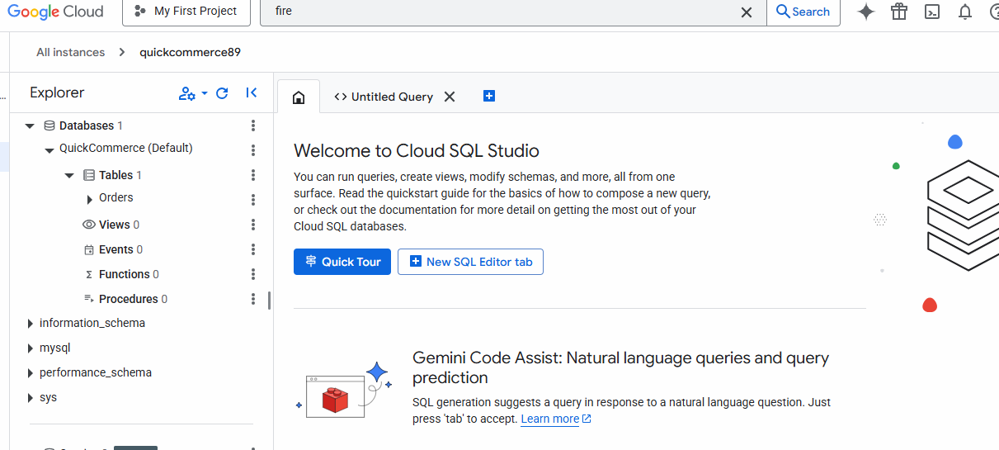 Google Cloud
My First Project
fire
Search
All instances
quickcommerce89
Explorer
Untitled Query
Databases 1
QuickCommerce (Default)
Tables 1
Orders
Views 0
Events 0
Functions 0
Procedures 0
information_schema
mysql
performance_schema
sys
Welcome to Cloud SQL Studio
You can run queries, create views, modify schemas, and more, all from one
surface. Read the quickstart guide for the basics of how to compose a new query,
or check out the documentation for more detail on getting the most out of your
Cloud SQL databases.
Quick Tour
New SQL Editor tab
Gemini Code Assist: Natural language queries and query
prediction
SQL generation suggests a query in response to a natural language question. Just
press 'tab' to accept. Learn more